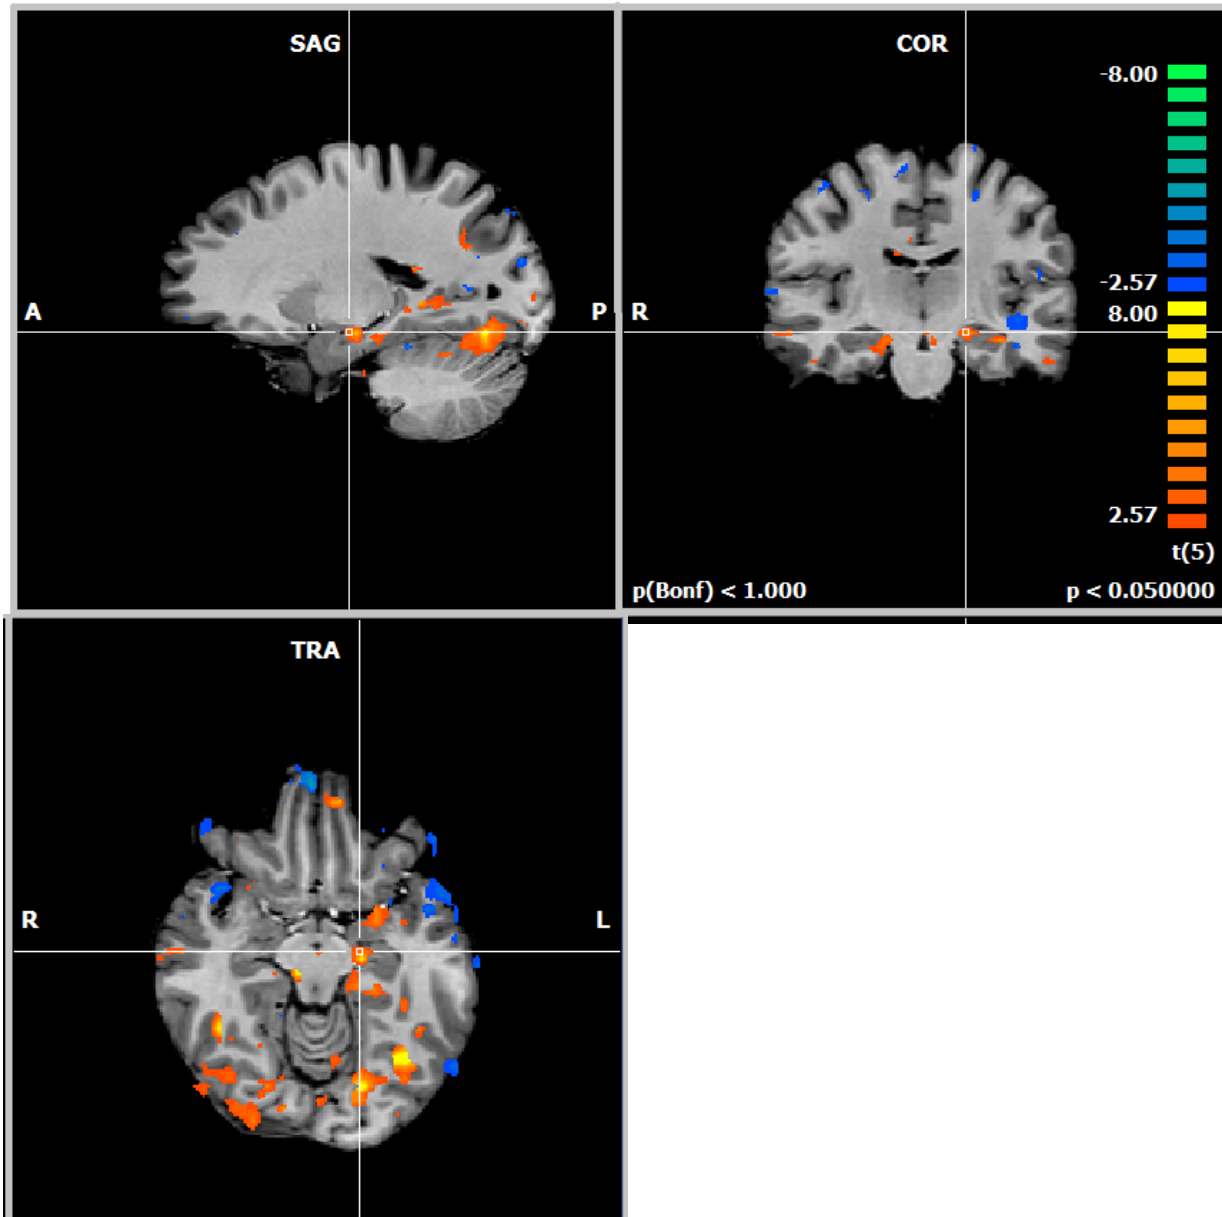 SAG
A
P
COR
R
-8.00
-2.57
8.00
2.57
t(5)
p(Bonf) < 1.000
p < 0.050000
TRA
R
L